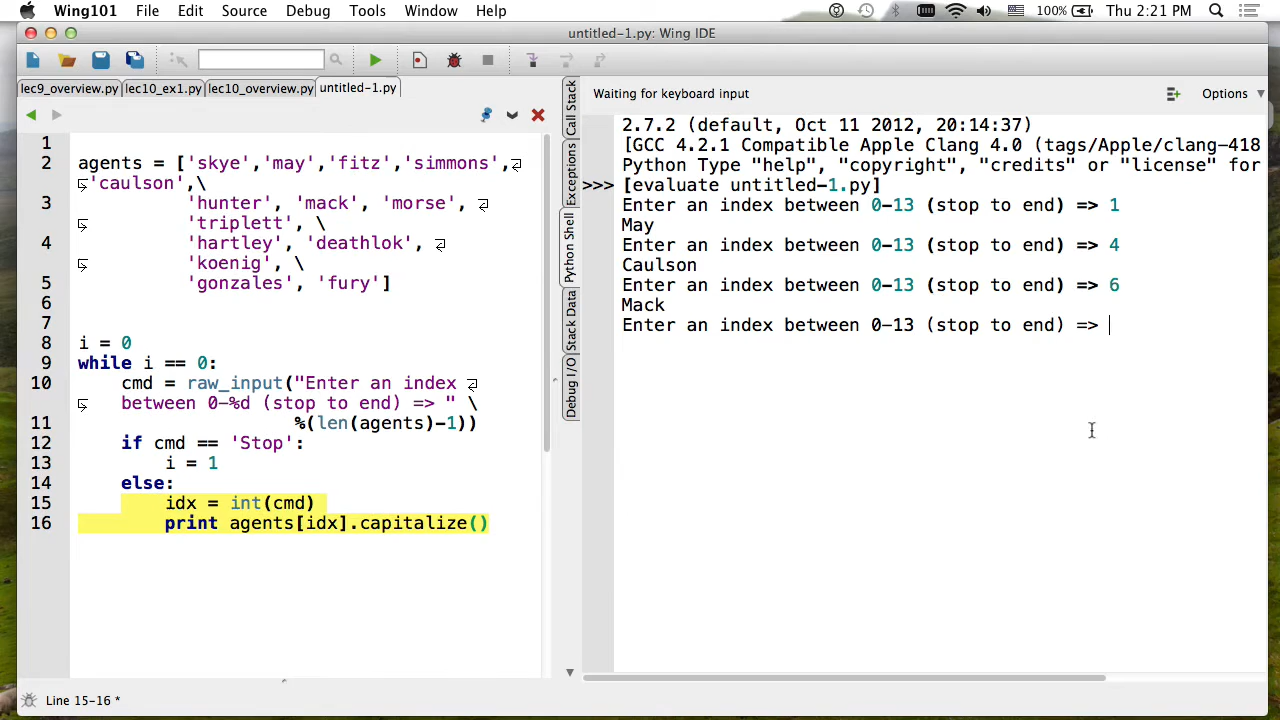 Wing101 File Edit Source Debug Tools Window Help 100% Thu 2:21 PM
untitled-1.py: Wing IDE
lec9_overview.py lec10_ex1.py lec10_overview.py untitled-1.py
1
2 agents = ['skye','may','fitz','simmons',
'caulson',\
3 'hunter', 'mack', 'morse',
'triplett', \
4 'hartley', 'deathlok',
'koenig', \
5 'gonzales', 'fury']
6
7
8 i = 0
9 while i == 0:
10 cmd = raw_input("Enter an index
between 0-%d (stop to end) => " \
11 %(len(agents)-1))
12 if cmd == 'Stop':
13 i = 1
14 else:
15 idx = int(cmd)
16 print agents[idx].capitalize()
Line 15-16 *
Call Stack
Exceptions
Python Shell
Stack Data
Debug I/O
Waiting for keyboard input Options
2.7.2 (default, Oct 11 2012, 20:14:37)
[GCC 4.2.1 Compatible Apple Clang 4.0 (tags/Apple/clang-418
Python Type "help", "copyright", "credits" or "license" for
>>> [evaluate untitled-1.py]
Enter an index between 0-13 (stop to end) => 1
May
Enter an index between 0-13 (stop to end) => 4
Caulson
Enter an index between 0-13 (stop to end) => 6
Mack
Enter an index between 0-13 (stop to end) =>